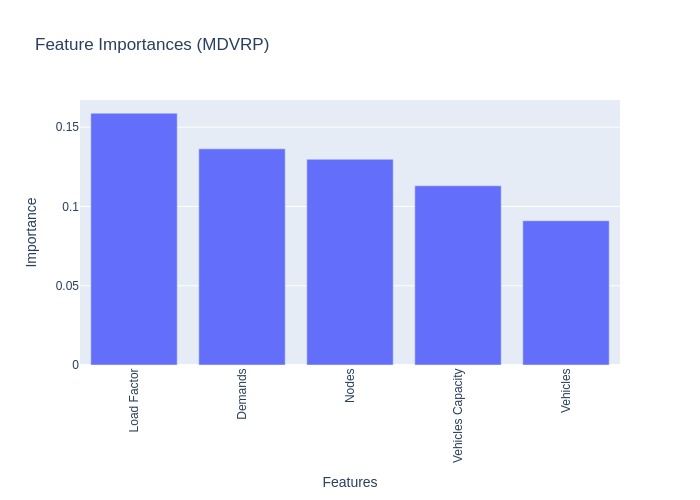 Feature Importances (MDVRP)
0.15
0.1
0.05
0
Importance
Load Factor
Demands
Nodes
Vehicles Capacity
Vehicles
Features